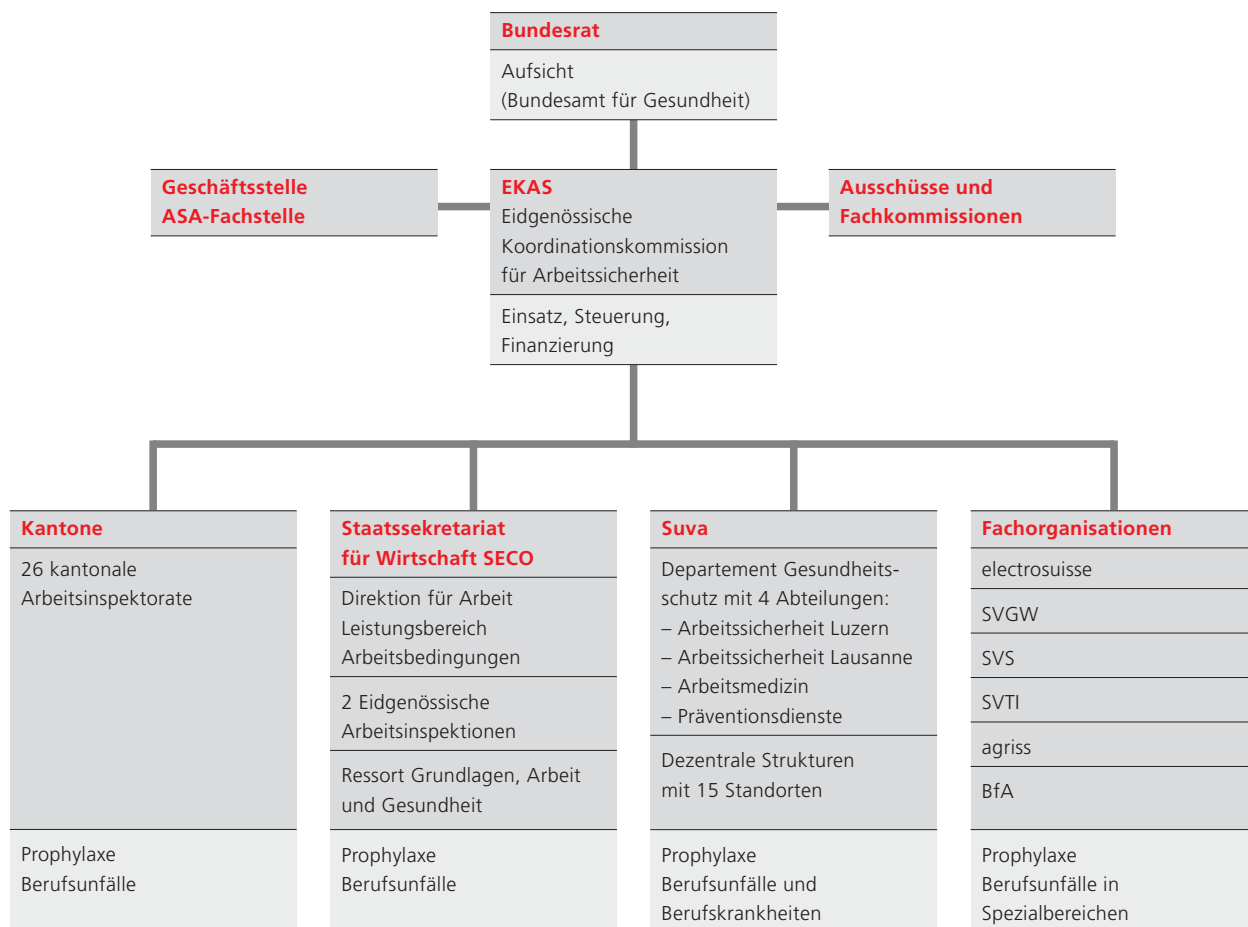 Bundesrat
Aufsicht
(Bundesamt für Gesundheit)
Geschäftsstelle
ASA-Fachstelle
EKAS
Eidgenössische
Koordinationskommission
für Arbeitssicherheit
Einsatz, Steuerung,
Finanzierung
Ausschüsse und
Fachkommissionen
Kantone
26 kantonale
Arbeitsinspektorate
Prophylaxe
Berufsunfälle
Staatssekretariat
für Wirtschaft SECO
Direktion für Arbeit
Leistungsbereich
Arbeitsbedingungen
2 Eidgenössische
Arbeitsinspektionen
Ressort Grundlagen, Arbeit
und Gesundheit
Prophylaxe
Berufsunfälle
Suva
Departement Gesundheits-
schutz mit 4 Abteilungen:
– Arbeitssicherheit Luzern
– Arbeitssicherheit Lausanne
– Arbeitsmedizin
– Präventionsdienste
Dezentrale Strukturen
mit 15 Standorten
Prophylaxe
Berufsunfälle und
Berufskrankheiten
Fachorganisationen
electrosuisse
SVGW
SVS
SVTI
agriss
BfA
Prophylaxe
Berufsunfälle in
Spezialbereichen